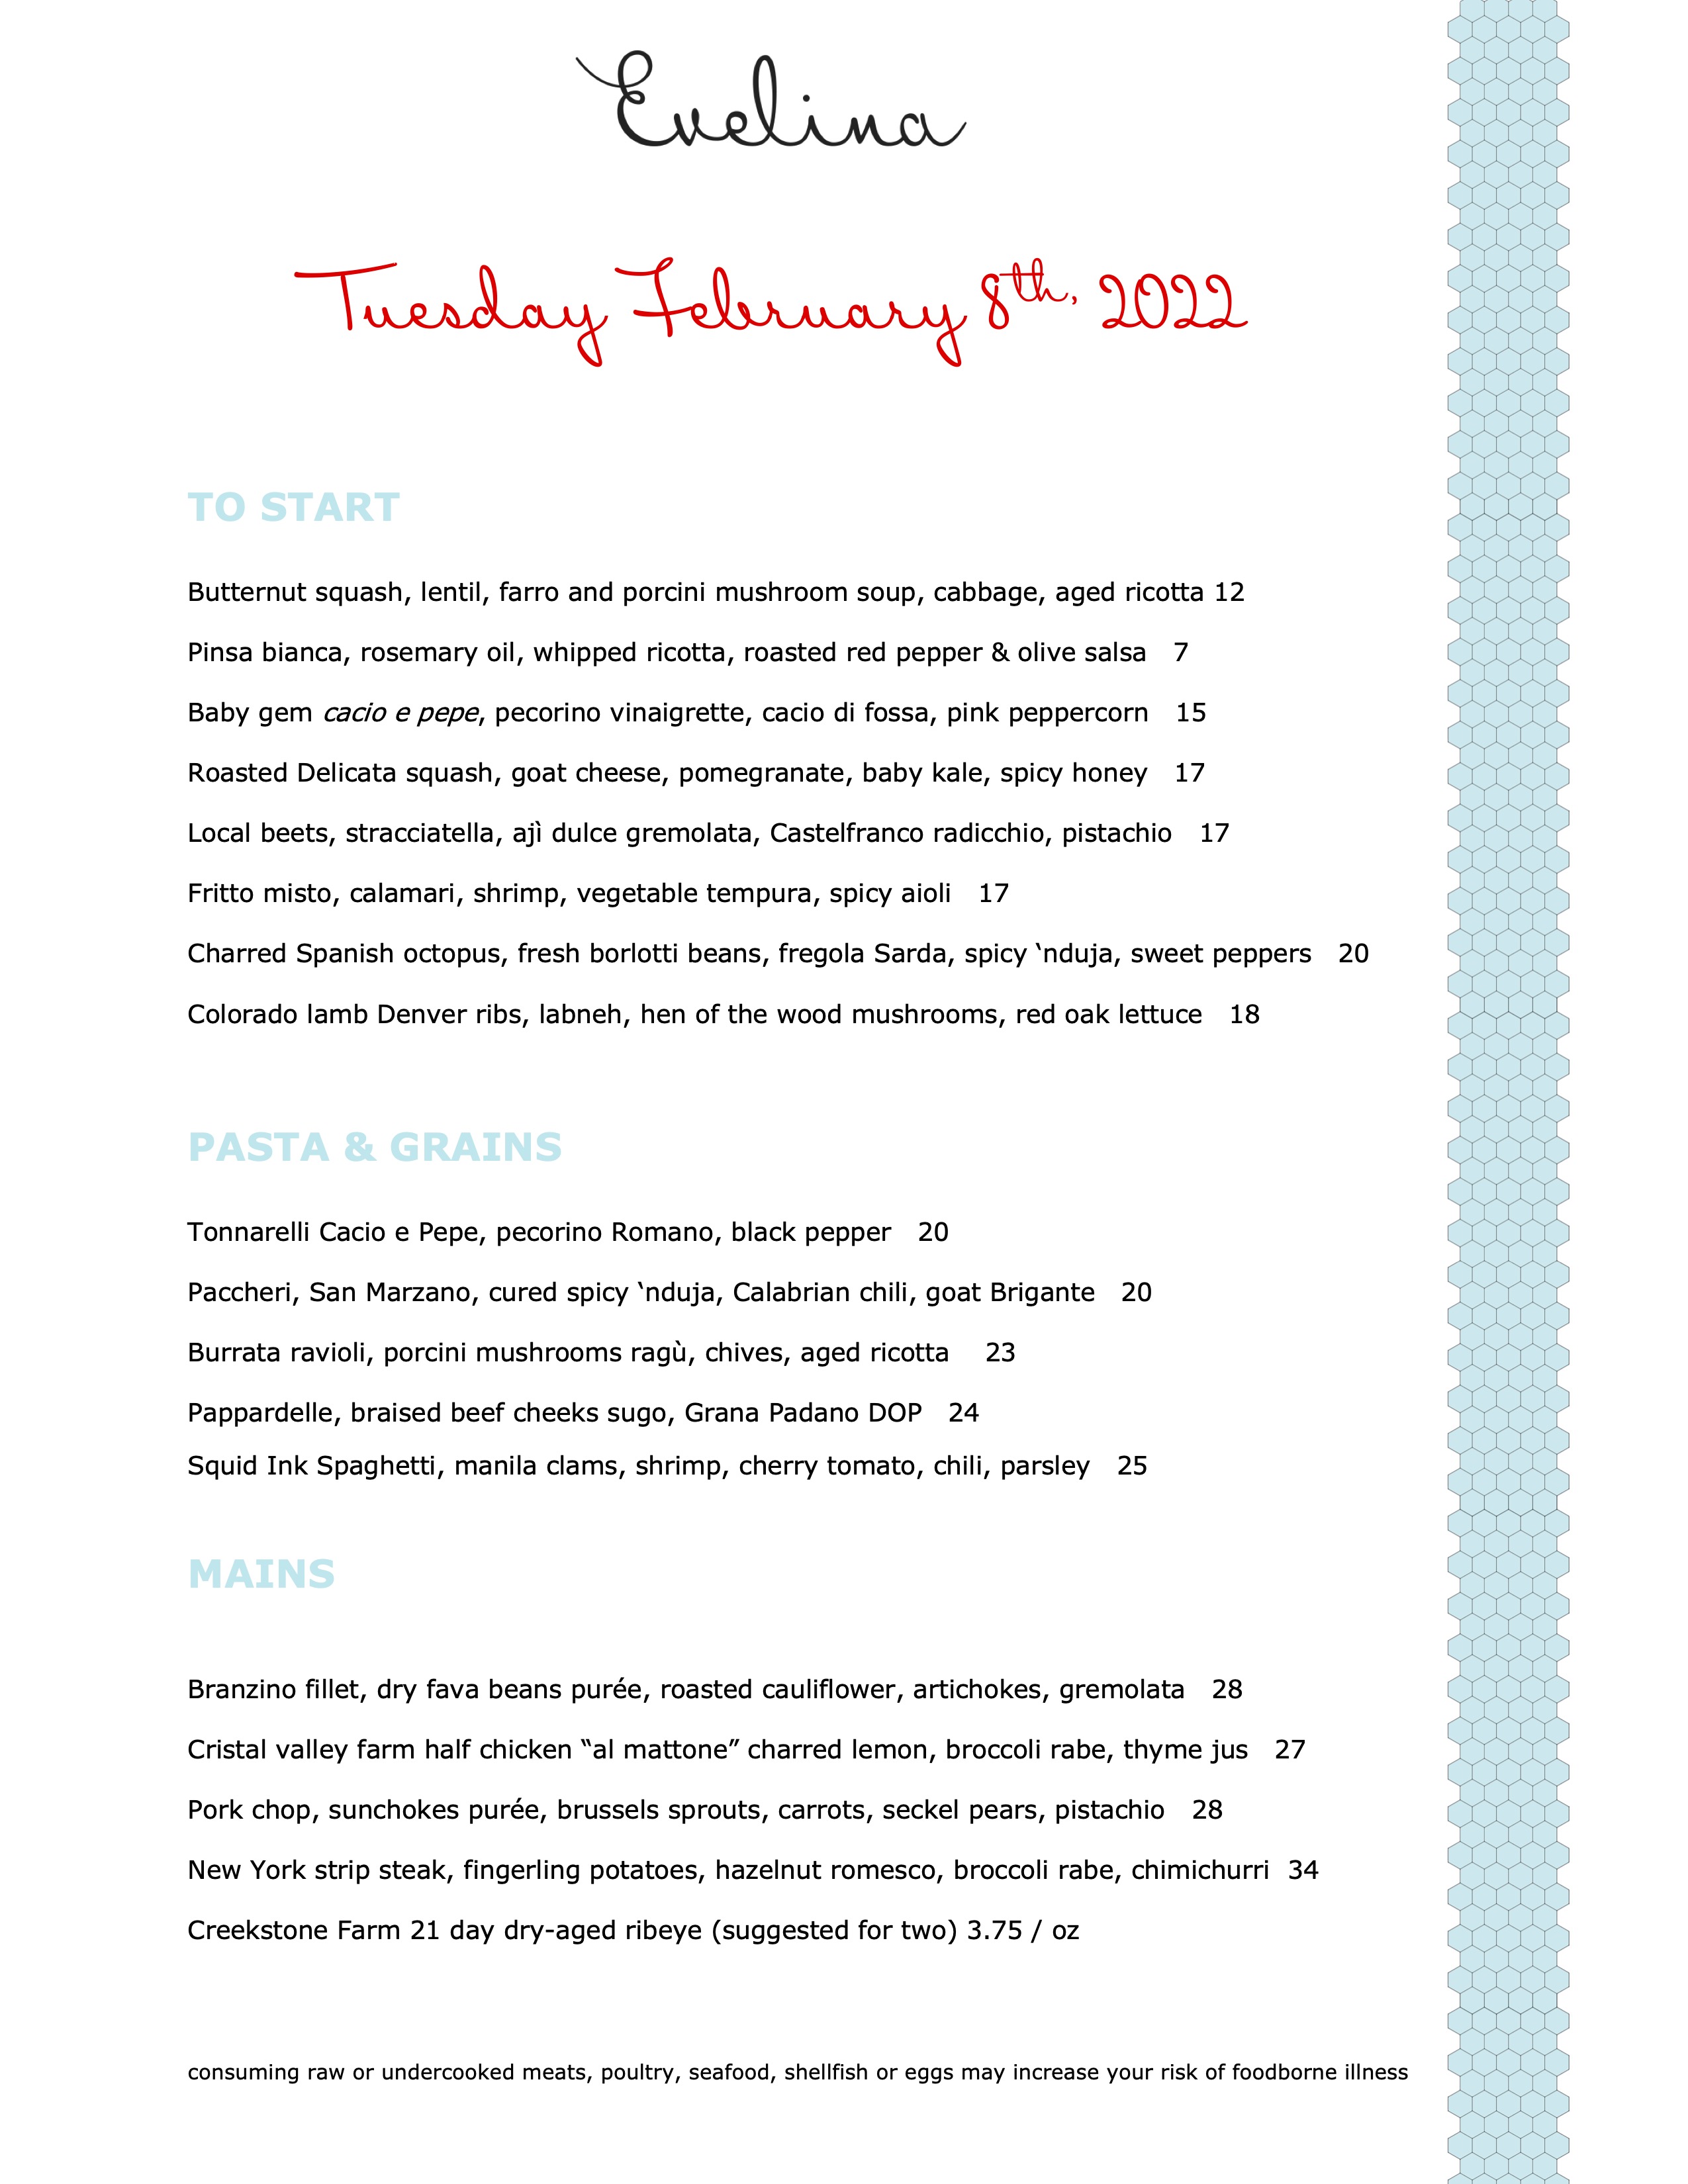 Evelina
Tuesday February 8th, 2022
TO START
Butternut squash, lentil, farro and porcini mushroom soup, cabbage, aged ricotta 12
Pinsa bianca, rosemary oil, whipped ricotta, roasted red pepper & olive salsa 7
Baby gem cacio e pepe, pecorino vinaigrette, cacio di fossa, pink peppercorn 15
Roasted Delicata squash, goat cheese, pomegranate, baby kale, spicy honey 17
Local beets, stracciatella, ajì dulce gremolata, Castelfranco radicchio, pistachio 17
Fritto misto, calamari, shrimp, vegetable tempura, spicy aioli 17
Charred Spanish octopus, fresh borlotti beans, fregola Sarda, spicy ‘nduja, sweet peppers 20
Colorado lamb Denver ribs, labneh, hen of the wood mushrooms, red oak lettuce 18
PASTA & GRAINS
Tonnarelli Cacio e Pepe, pecorino Romano, black pepper 20
Paccheri, San Marzano, cured spicy ‘nduja, Calabrian chili, goat Brigante 20
Burrata ravioli, porcini mushrooms ragù, chives, aged ricotta 23
Pappardelle, braised beef cheeks sugo, Grana Padano DOP 24
Squid Ink Spaghetti, manila clams, shrimp, cherry tomato, chili, parsley 25
MAINS
Branzino fillet, dry fava beans purée, roasted cauliflower, artichokes, gremolata 28
Cristal valley farm half chicken “al mattone” charred lemon, broccoli rabe, thyme jus 27
Pork chop, sunchokes purée, brussels sprouts, carrots, seckel pears, pistachio 28
New York strip steak, fingerling potatoes, hazelnut romesco, broccoli rabe, chimichurri 34
Creekstone Farm 21 day dry-aged ribeye (suggested for two) 3.75 / oz
consuming raw or undercooked meats, poultry, seafood, shellfish or eggs may increase your risk of foodborne illness